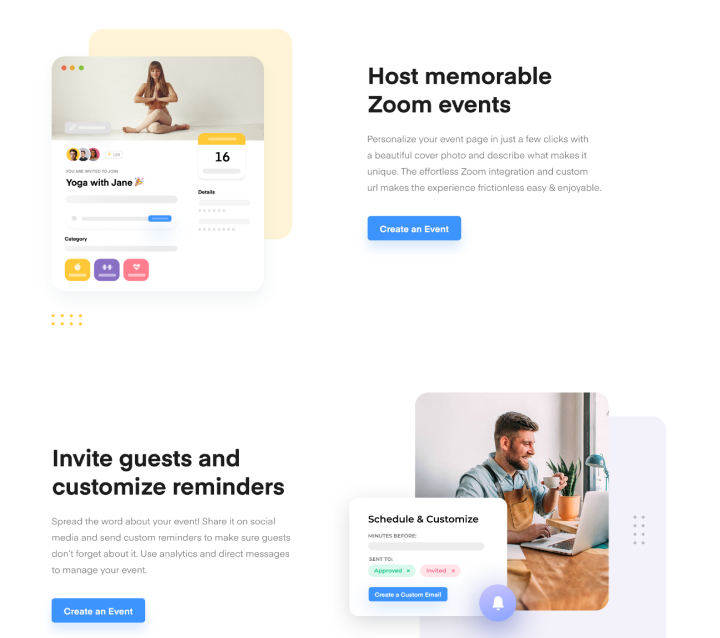 Host memorable
Zoom events
Personalize your event page in just a few clicks with
a beautiful cover photo and describe what makes it
unique. The effortless Zoom integration and custom
url makes the experience frictionless easy & enjoyable.
Create an Event
16
YOU ARE INVITED TO JOIN
Yoga with Jane 🎉
Details
Category
Invite guests and
customize reminders
Spread the word about your event! Share it on social
media and send custom reminders to make sure guests
don't forget about it. Use analytics and direct messages
to manage your event.
Create an Event
Schedule & Customize
MINUTES BEFORE:
SENT TO:
Approved ×
Invited ×
Create a Custom Email